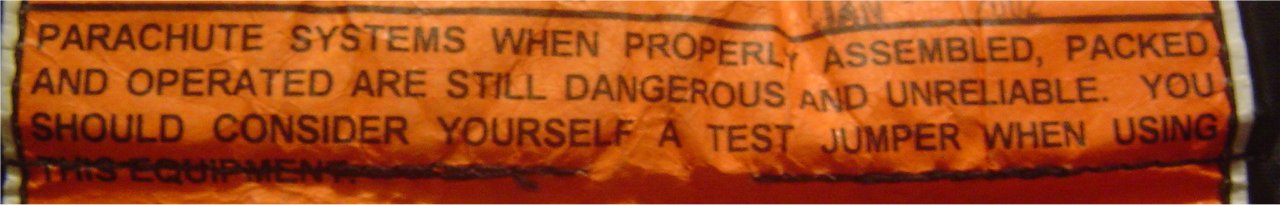 JAN
PARACHUTE SYSTEMS WHEN PROPERLY ASSEMBLED, PACKED
AND OPERATED ARE STILL DANGEROUS AND UNRELIABLE. YOU
SHOULD CONSIDER YOURSELF A TEST JUMPER WHEN USING
THIS EQUIPMENT.